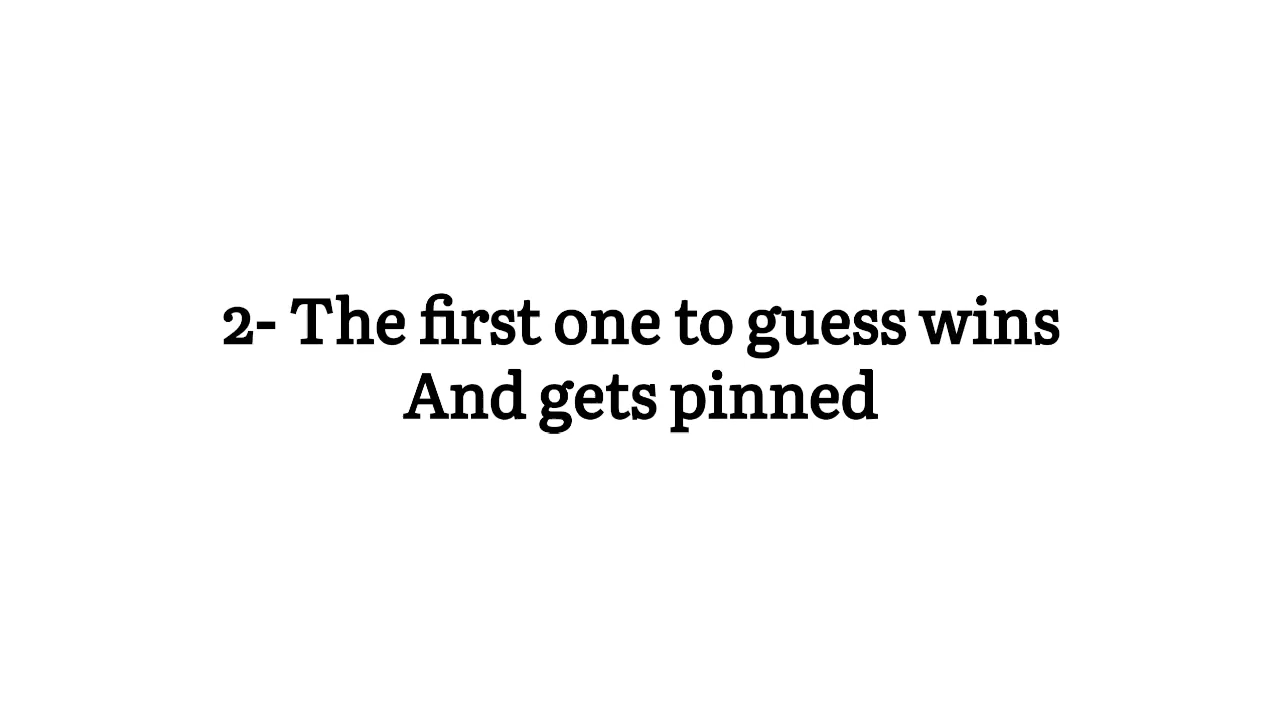 2- The first one to guess wins
And gets pinned